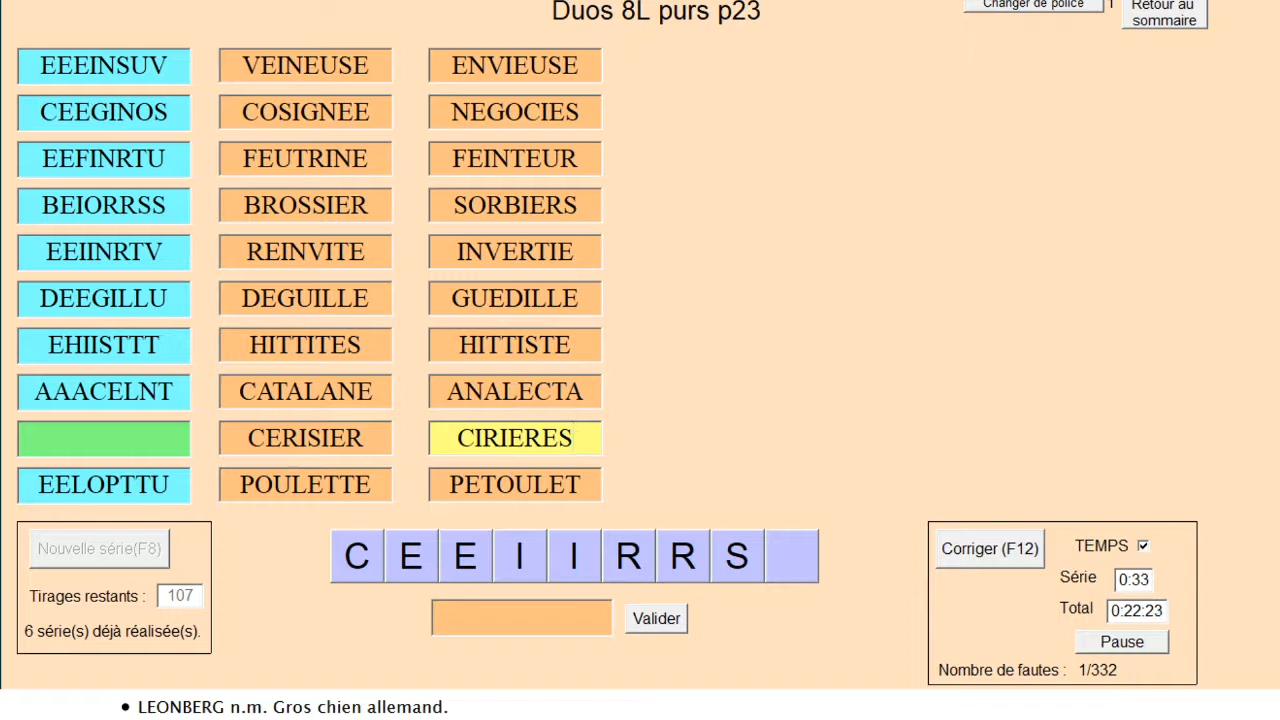 Duos 8L purs p23
Changer de police 1 Retour au
sommaire
EEEINSUV VEINEUSE ENVIEUSE
CEEGINOS COSIGNEE NEGOCIES
EEFINRTU FEUTRINE FEINTEUR
BEIORRSS BROSSIER SORBIERS
EEIINRTV REINVITE INVERTIE
DEEGILLU DEGUILLE GUEDILLE
EHIISTTT HITTITES HITTISTE
AAACELNT CATALANE ANALECTA
CERISIER CIRIERES
EELOPTTU POULETTE PETOULET
Nouvelle série(F8)
Tirages restants : 107
6 série(s) déjà réalisée(s).
C E E I I R R S
Valider
Corriger (F12) TEMPS
Série 0:33
Total 0:22:23
Pause
Nombre de fautes : 1/332
• LEONBERG n.m. Gros chien allemand.